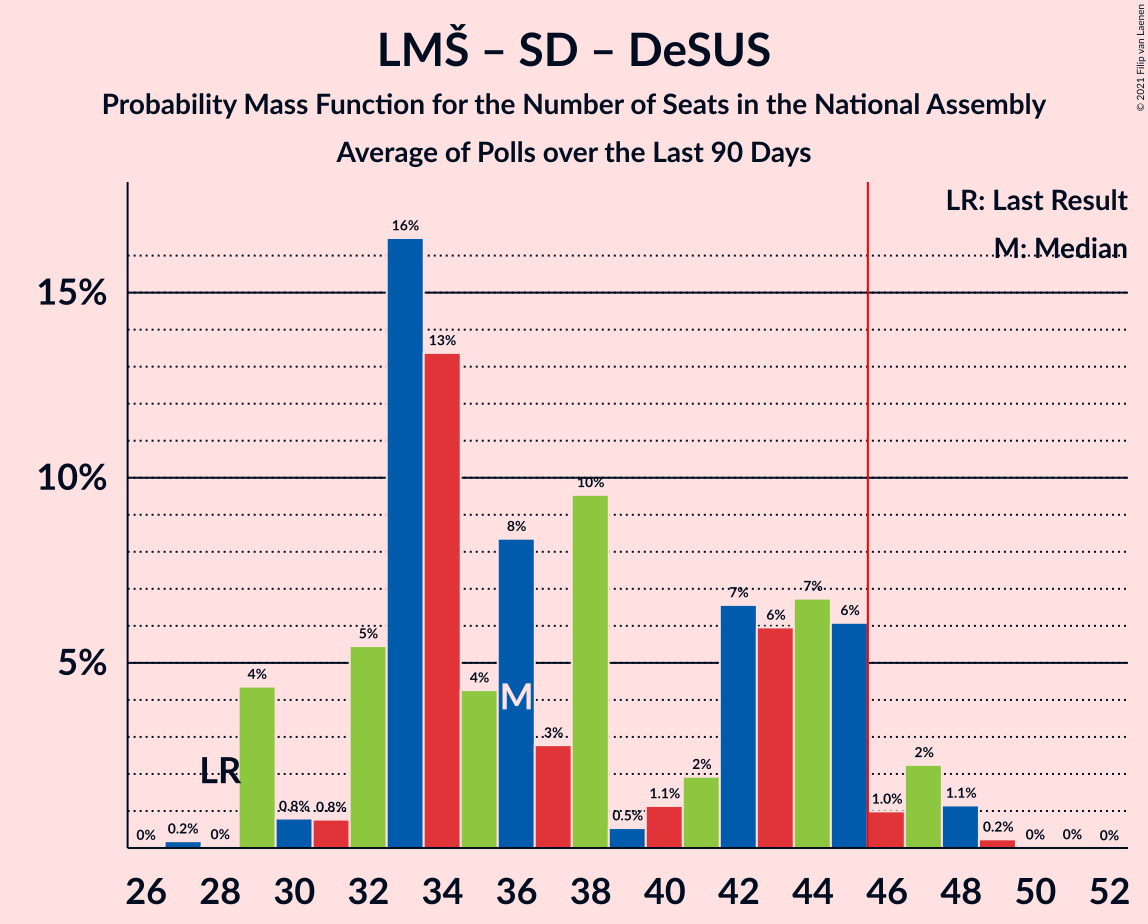 LMŠ – SD – DeSUS
Probability Mass Function for the Number of Seats in the National Assembly
Average of Polls over the Last 90 Days
© 2021 Filip van Laenen
LR: Last Result
M: Median
15%
10%
5%
0% 0.2% 0% 4% 0.8% 0.8% 5% 16% 13% 4% 8% 3% 10% 0.5% 1.1% 2% 7% 6% 7% 6% 1.0% 2% 1.1% 0.2% 0% 0% 0%
LR
M
26 28 30 32 34 36 38 40 42 44 46 48 50 52